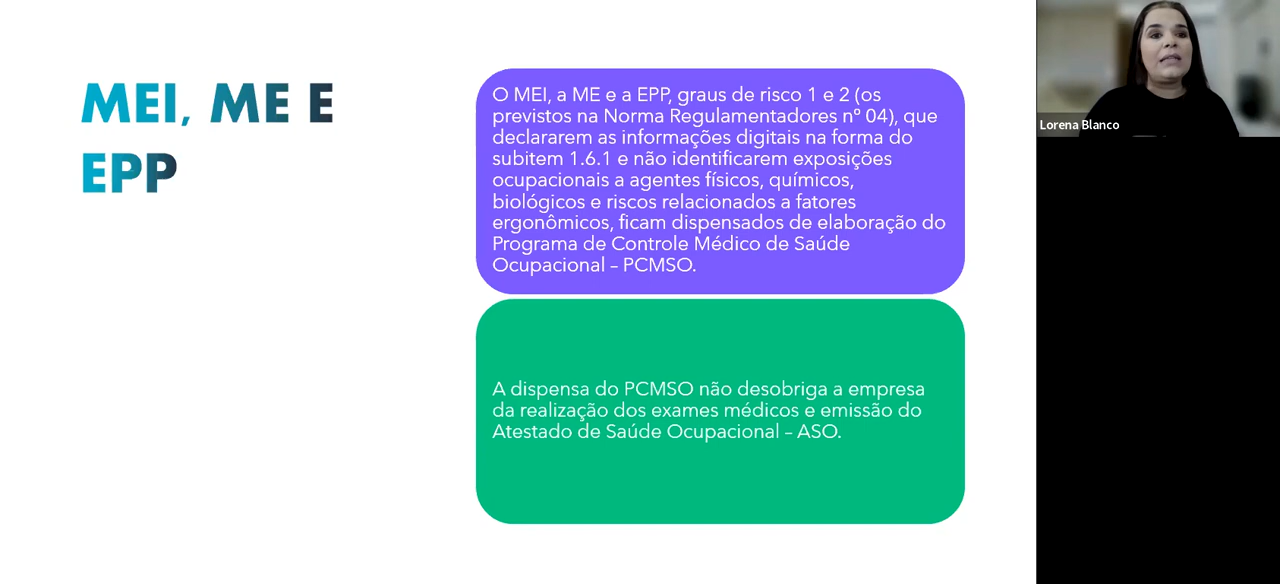 MEI, ME E
EPP
O MEI, a ME e a EPP, graus de risco 1 e 2 (os
previstos na Norma Regulamentadores nº 04), que
declararem as informações digitais na forma do
subitem 1.6.1 e não identificarem exposições
ocupacionais a agentes físicos, químicos,
biológicos e riscos relacionados a fatores
ergonômicos, ficam dispensados de elaboração do
Programa de Controle Médico de Saúde
Ocupacional – PCMSO.
A dispensa do PCMSO não desobriga a empresa
da realização dos exames médicos e emissão do
Atestado de Saúde Ocupacional – ASO.
Lorena Blanco